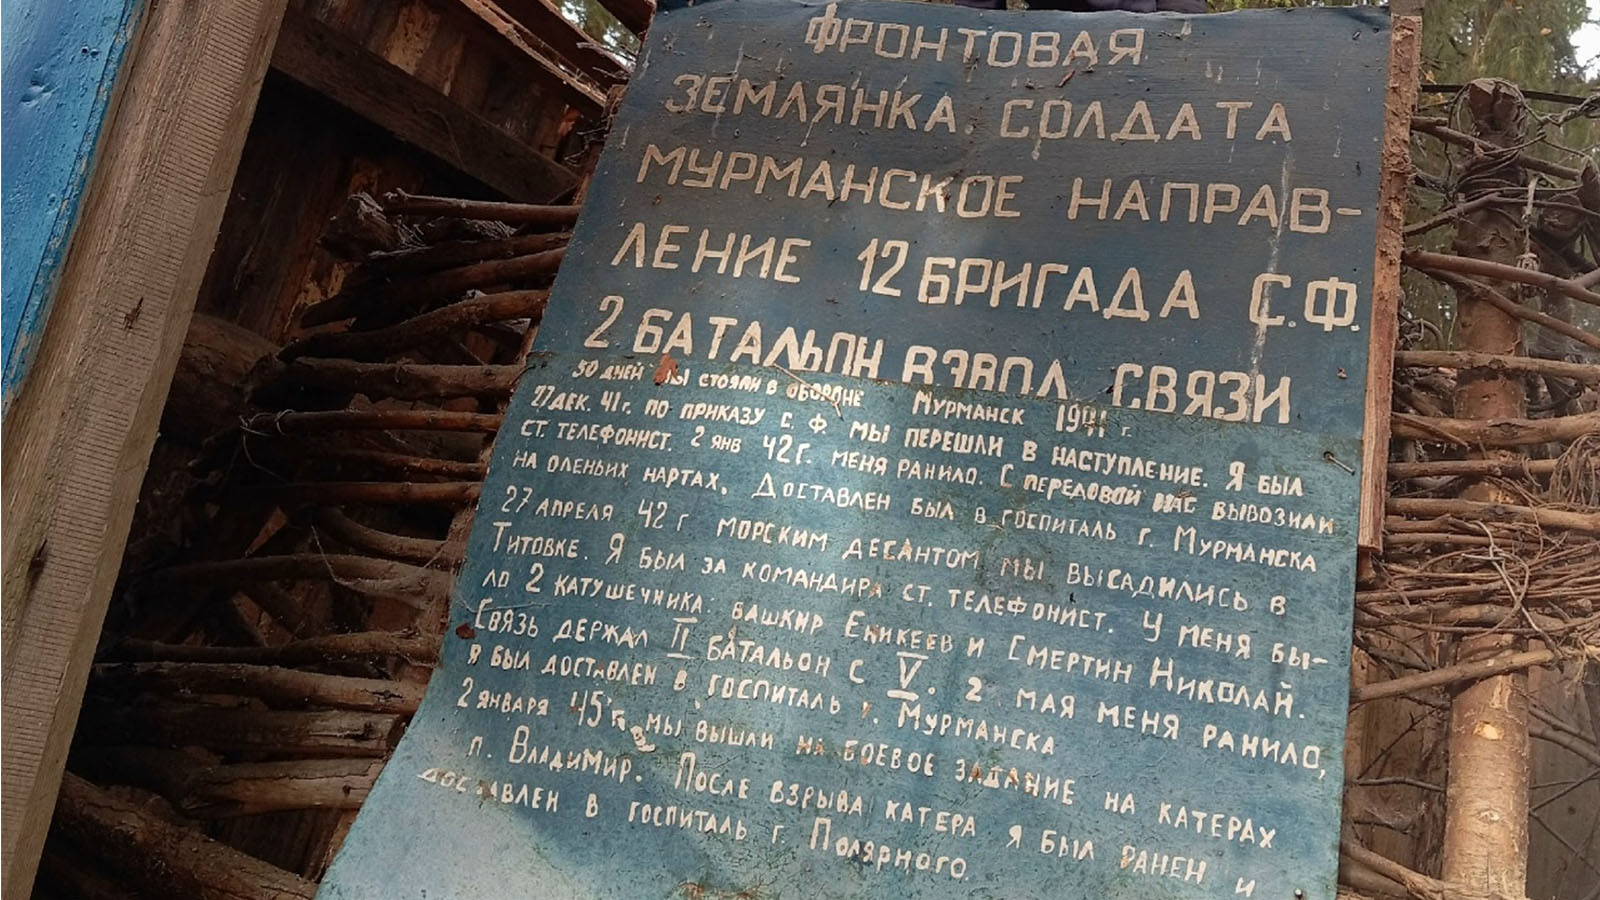 ФРОНТОВАЯ
ЗЕМЛЯНКА СОЛДАТА
МУРМАНСКОЕ НАПРАВ-
ЛЕНИЕ 12 БРИГАДА С.Ф.
2 БАТАЛЬОН ВЗВОД СВЯЗИ
50 ДНЕЙ МЫ СТОЯЛИ В ОБОРОНЕ МУРМАНСК 1941 г.
27 ДЕК. 41 г. ПО ПРИКАЗУ С. Ф. МЫ ПЕРЕШЛИ В НАСТУПЛЕНИЕ. Я БЫЛ
СТ. ТЕЛЕФОНИСТ. 2 ЯНВ 42 Г. МЕНЯ РАНИЛО. С ПЕРЕДОВОЙ НАС ВЫВОЗИЛИ
НА ОЛЕНЬИХ НАРТАХ. ДОСТАВЛЕН БЫЛ В ГОСПИТАЛЬ Г. МУРМАНСКА
27 АПРЕЛЯ 42 Г МОРСКИМ ДЕСАНТОМ МЫ ВЫСАДИЛИСЬ В
ТИТОВКЕ. Я БЫЛ ЗА КОМАНДИРА СТ. ТЕЛЕФОНИСТ. У МЕНЯ БЫ-
ЛО 2 КАТУШЕЧНИКА: БАШКИР ЕНИКЕЕВ И СМЕРТИН НИКОЛАЙ.
СВЯЗЬ ДЕРЖАЛ II БАТАЛЬОН С V. 2 МАЯ МЕНЯ РАНИЛО,
Я БЫЛ ДОСТАВЛЕН В ГОСПИТАЛЬ Г. МУРМАНСКА
2 ЯНВАРЯ 45 г. МЫ ВЫШЛИ НА БОЕВОЕ ЗАДАНИЕ НА КАТЕРАХ
П. ВЛАДИМИР. ПОСЛЕ ВЗРЫВА КАТЕРА Я БЫЛ РАНЕН И
ДОСТАВЛЕН В ГОСПИТАЛЬ Г. ПОЛЯРНОГО.